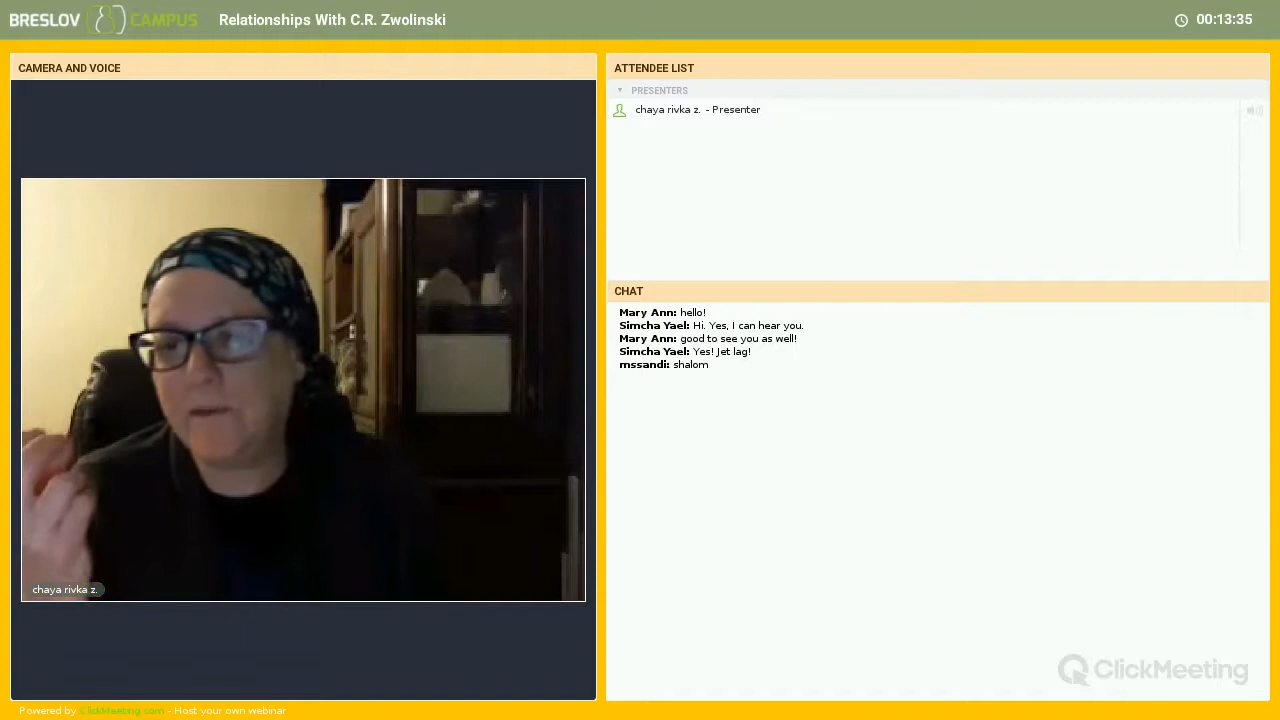 BRESLOV CAMPUS Relationships With C.R. Zwolinski 00:13:35
CAMERA AND VOICE
chaya rivka z.
ATTENDEE LIST
PRESENTERS
chaya rivka z. - Presenter
CHAT
Mary Ann: hello!
Simcha Yael: Hi. Yes, I can hear you.
Mary Ann: good to see you as well!
Simcha Yael: Yes! Jet lag!
mssandi: shalom
ClickMeeting
Powered by ClickMeeting.com - Host your own webinar